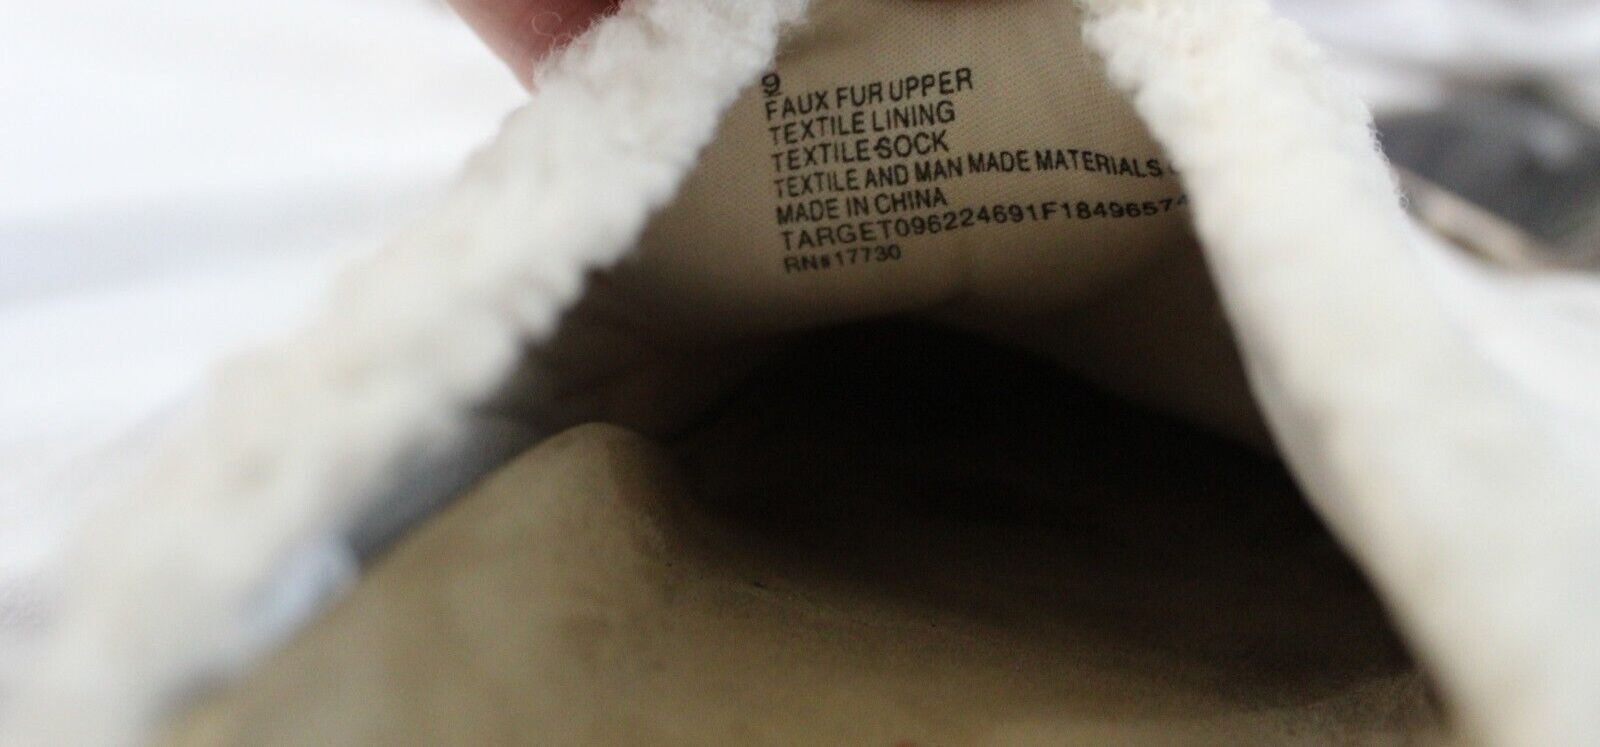 9
FAUX FUR UPPER
TEXTILE LINING
TEXTILE SOCK
TEXTILE AND MAN MADE MATERIALS
MADE IN CHINA
TARGET096224691F1849657
RN#17730